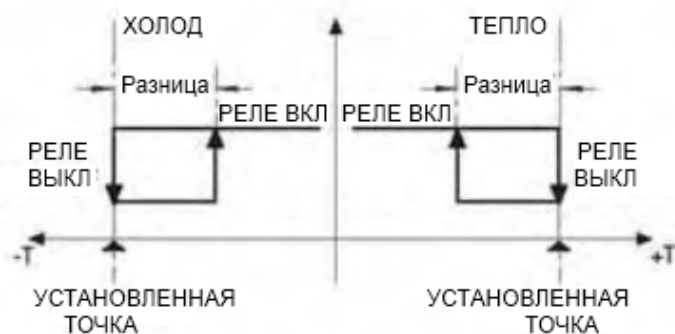 ХОЛОД
ТЕПЛО
Разница
Разница
РЕЛЕ ВКЛ
РЕЛЕ ВКЛ
РЕЛЕ
ВЫКЛ
РЕЛЕ
ВЫКЛ
-T
+T
УСТАНОВЛЕННАЯ
ТОЧКА
УСТАНОВЛЕННАЯ
ТОЧКА